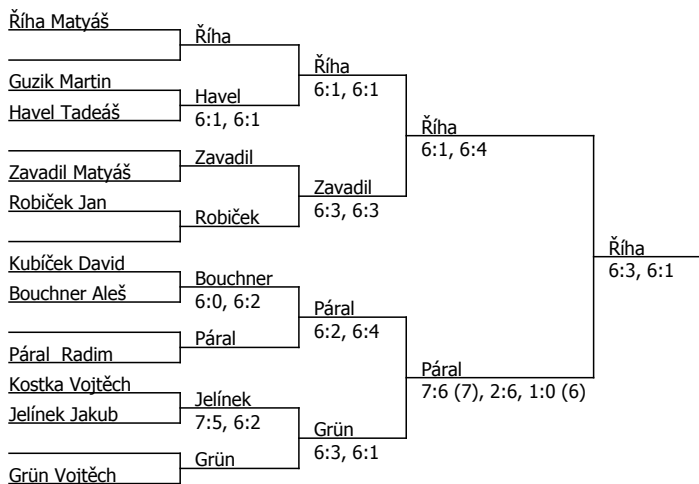 Říha Matyáš
Guzik Martin
Havel Tadeáš
Zavadil Matyáš
Robiček Jan
Kubíček David
Bouchner Aleš
Páral  Radim
Kostka Vojtěch
Jelínek Jakub
Grün Vojtěch
Říha
Havel
6:1, 6:1
Zavadil
Robiček
Bouchner
6:0, 6:2
Páral
Jelínek
7:5, 6:2
Grün
Říha
6:1, 6:1
Zavadil
6:3, 6:3
Páral
6:2, 6:4
Grün
6:3, 6:1
Říha
6:1, 6:4
Páral
7:6 (7), 2:6, 1:0 (6)
Říha
6:3, 6:1